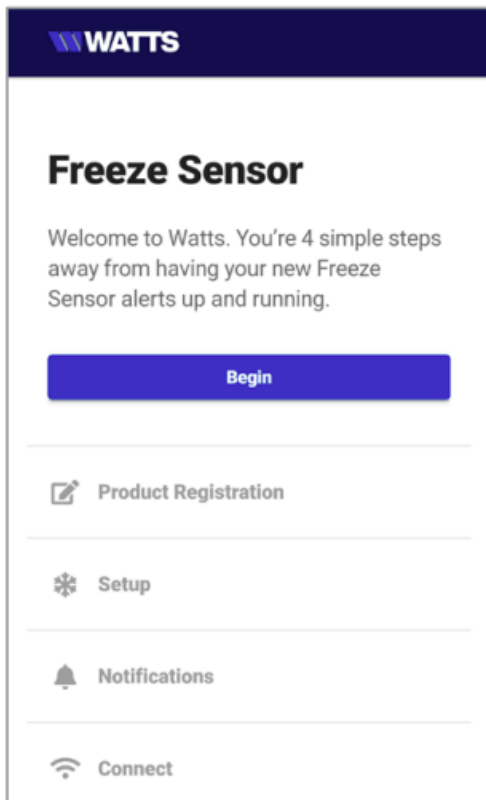 WATTS
Freeze Sensor
Welcome to Watts. You're 4 simple steps
away from having your new Freeze
Sensor alerts up and running.
Begin
Product Registration
Setup
Notifications
Connect